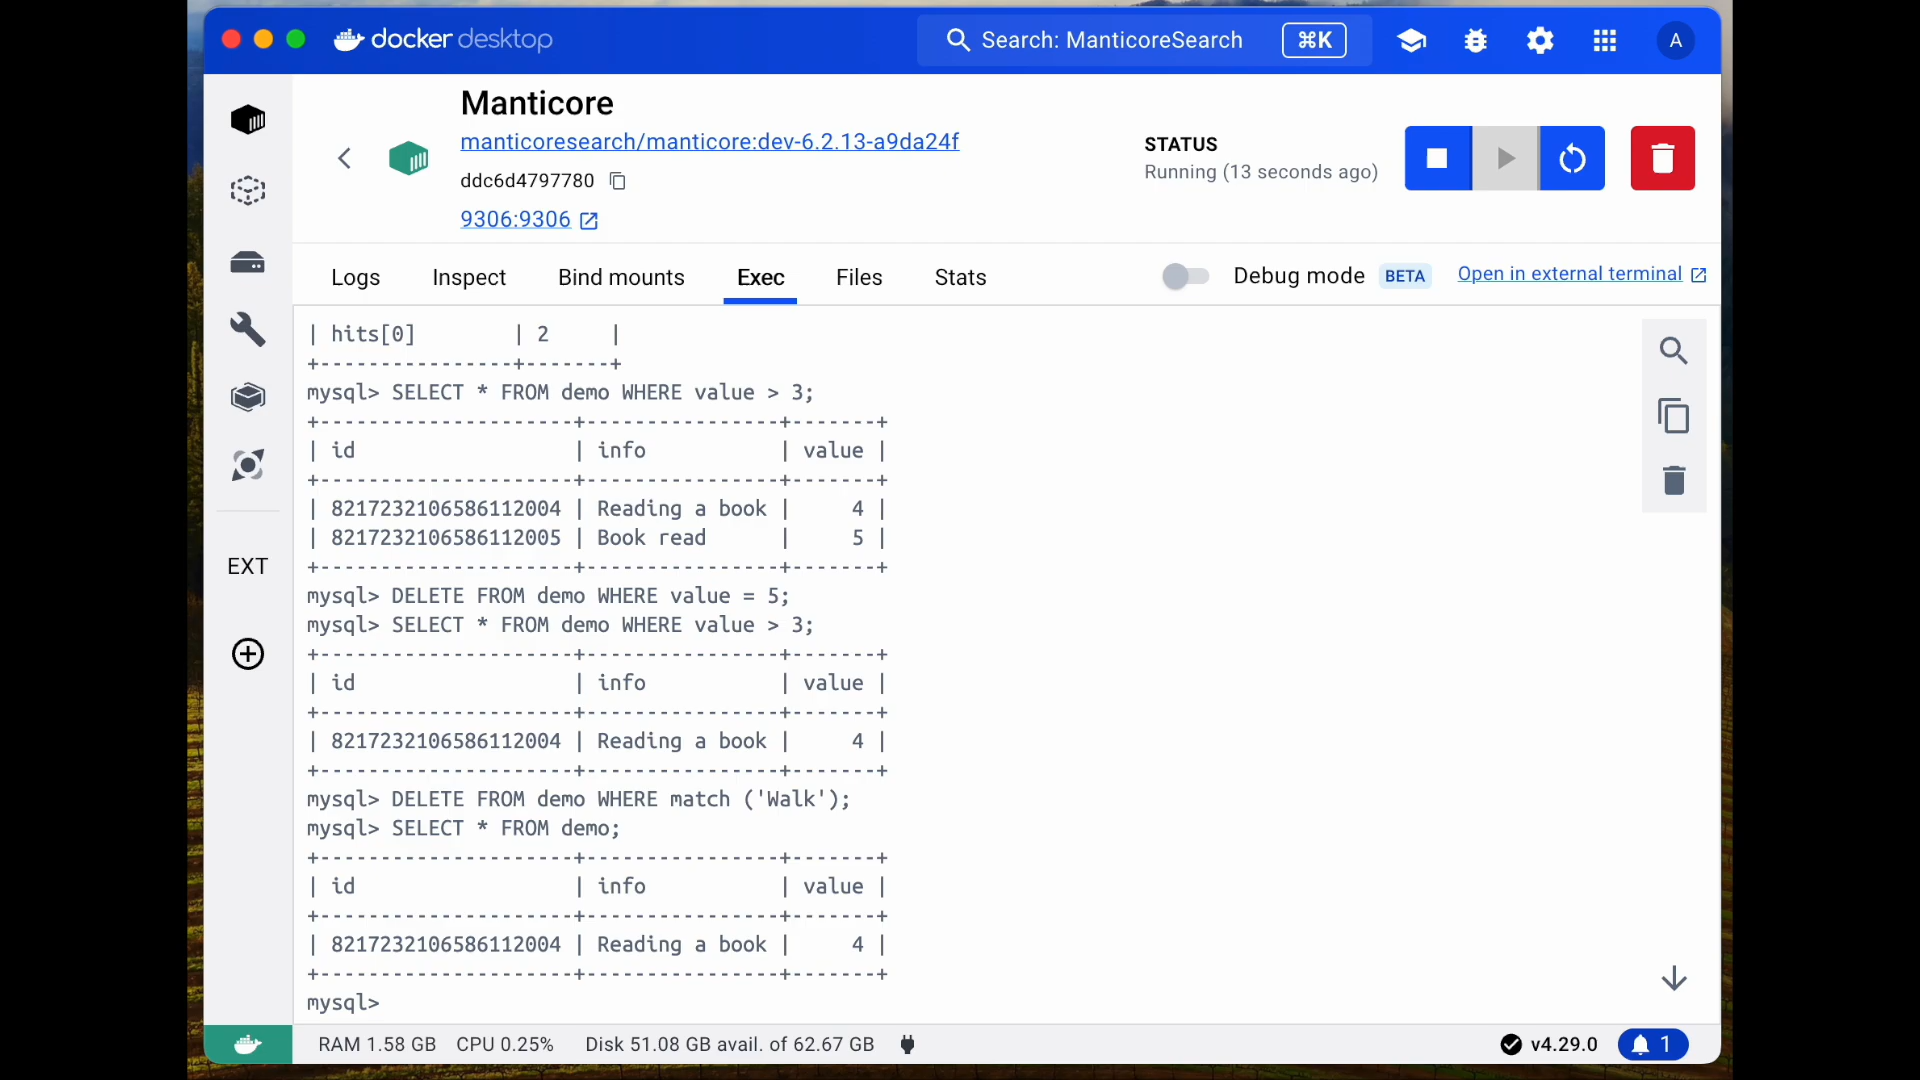 docker desktop
Search: ManticoreSearch
⌘K
A
Manticore
manticoresearch/manticore:dev-6.2.13-a9da24f
ddc6d4797780
9306:9306
STATUS
Running (13 seconds ago)
Logs Inspect Bind mounts Exec Files Stats
Debug mode BETA
Open in external terminal
EXT
| hits[0]        | 2     |
+----------------+-------+
mysql> SELECT * FROM demo WHERE value > 3;
+---------------------+----------------+-------+
| id                  | info           | value |
+---------------------+----------------+-------+
| 8217232106586112004 | Reading a book |     4 |
| 8217232106586112005 | Book read      |     5 |
+---------------------+----------------+-------+
mysql> DELETE FROM demo WHERE value = 5;
mysql> SELECT * FROM demo WHERE value > 3;
+---------------------+----------------+-------+
| id                  | info           | value |
+---------------------+----------------+-------+
| 8217232106586112004 | Reading a book |     4 |
+---------------------+----------------+-------+
mysql> DELETE FROM demo WHERE match ('Walk');
mysql> SELECT * FROM demo;
+---------------------+----------------+-------+
| id                  | info           | value |
+---------------------+----------------+-------+
| 8217232106586112004 | Reading a book |     4 |
+---------------------+----------------+-------+
mysql>
RAM 1.58 GB CPU 0.25% Disk 51.08 GB avail. of 62.67 GB
v4.29.0
1